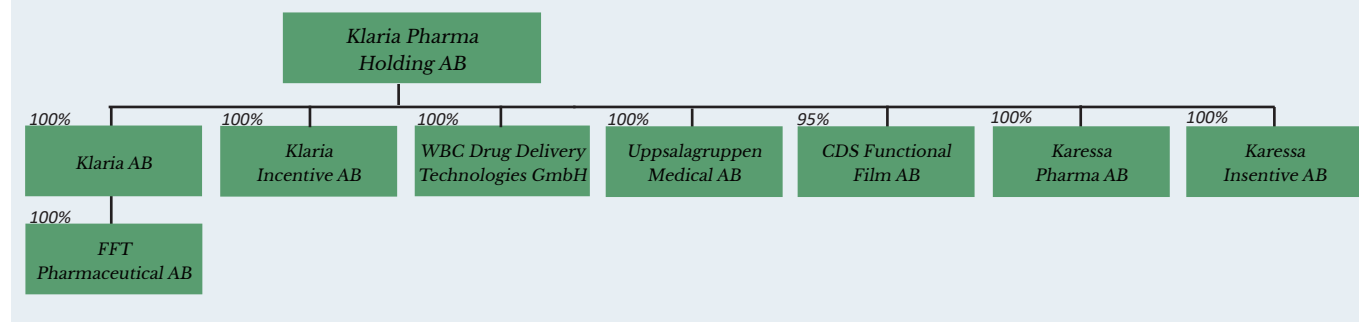 Klaria Pharma
Holding AB
100%
Klaria AB
100%
Klaria
Incentive AB
100%
WBC Drug Delivery
Technologies GmbH
100%
Uppsalagruppen
Medical AB
95%
CDS Functional
Film AB
100%
Karessa
Pharma AB
100%
Karessa
Insentive AB
100%
FFT
Pharmaceutical AB